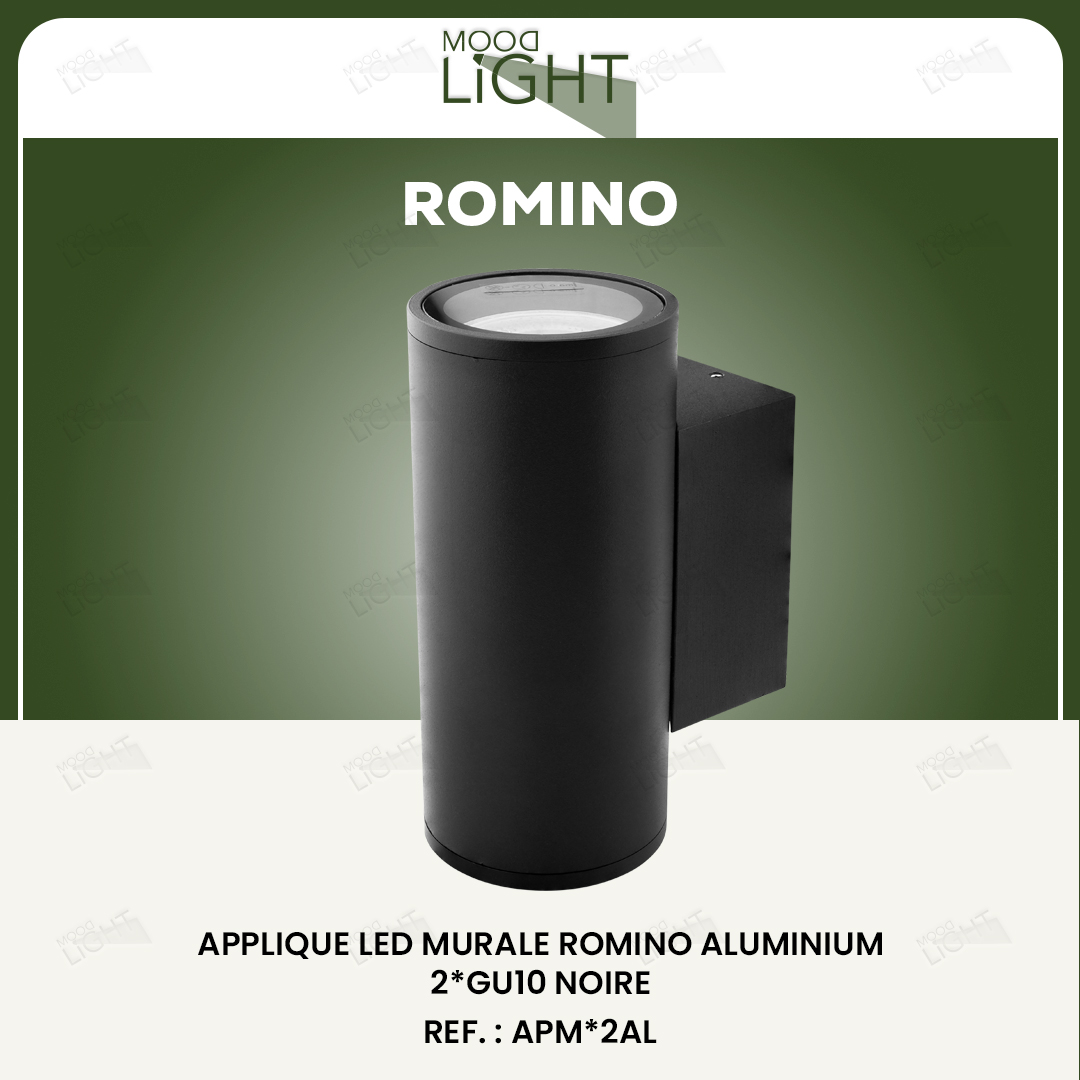 MOOD
LiGHT
ROMINO
APPLIQUE LED MURALE ROMINO ALUMINIUM
2*GU10 NOIRE
REF. : APM*2AL